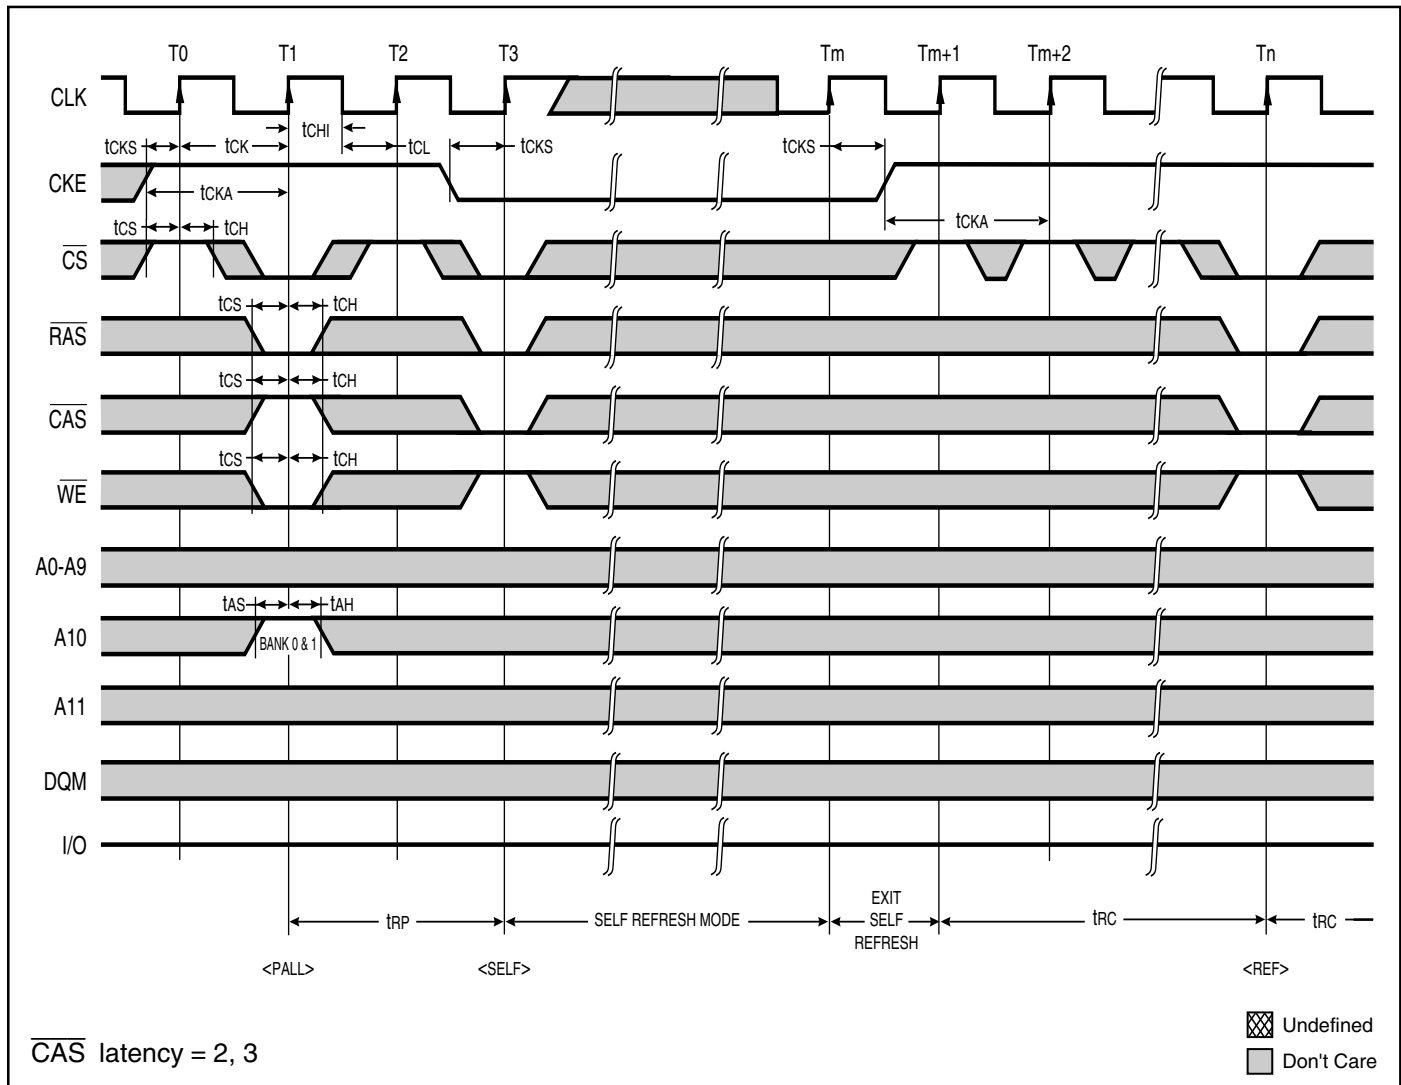 T0 T1 T2 T3 Tm Tm+1 Tm+2 Tn
CLK
tCHI
tCKS tCK tCL tCKS tCKS
CKE
tCKA
tCKA
tCS tCH
CS
tCS tCH
RAS
tCS tCH
CAS
tCS tCH
WE
A0-A9
tAS tAH
A10
BANK 0 & 1
A11
DQM
I/O
tRP SELF REFRESH MODE
EXIT
SELF
REFRESH
tRC tRC
<PALL> <SELF> <REF>
Undefined
CAS latency = 2, 3
Don't Care